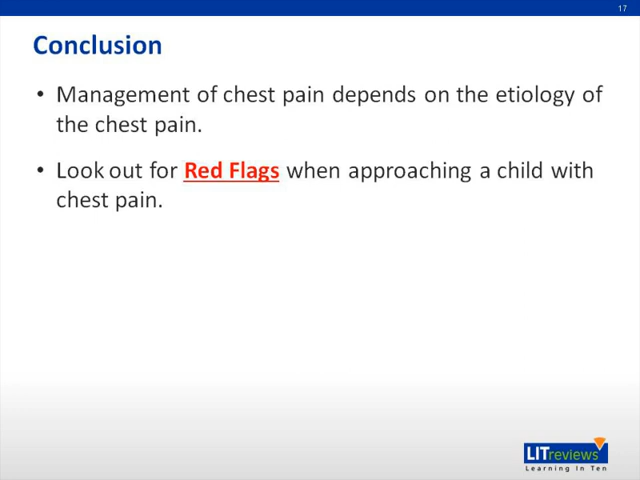 17
Conclusion
• Management of chest pain depends on the etiology of
the chest pain.
• Look out for Red Flags when approaching a child with
chest pain.
LITreviews
Learning In Ten